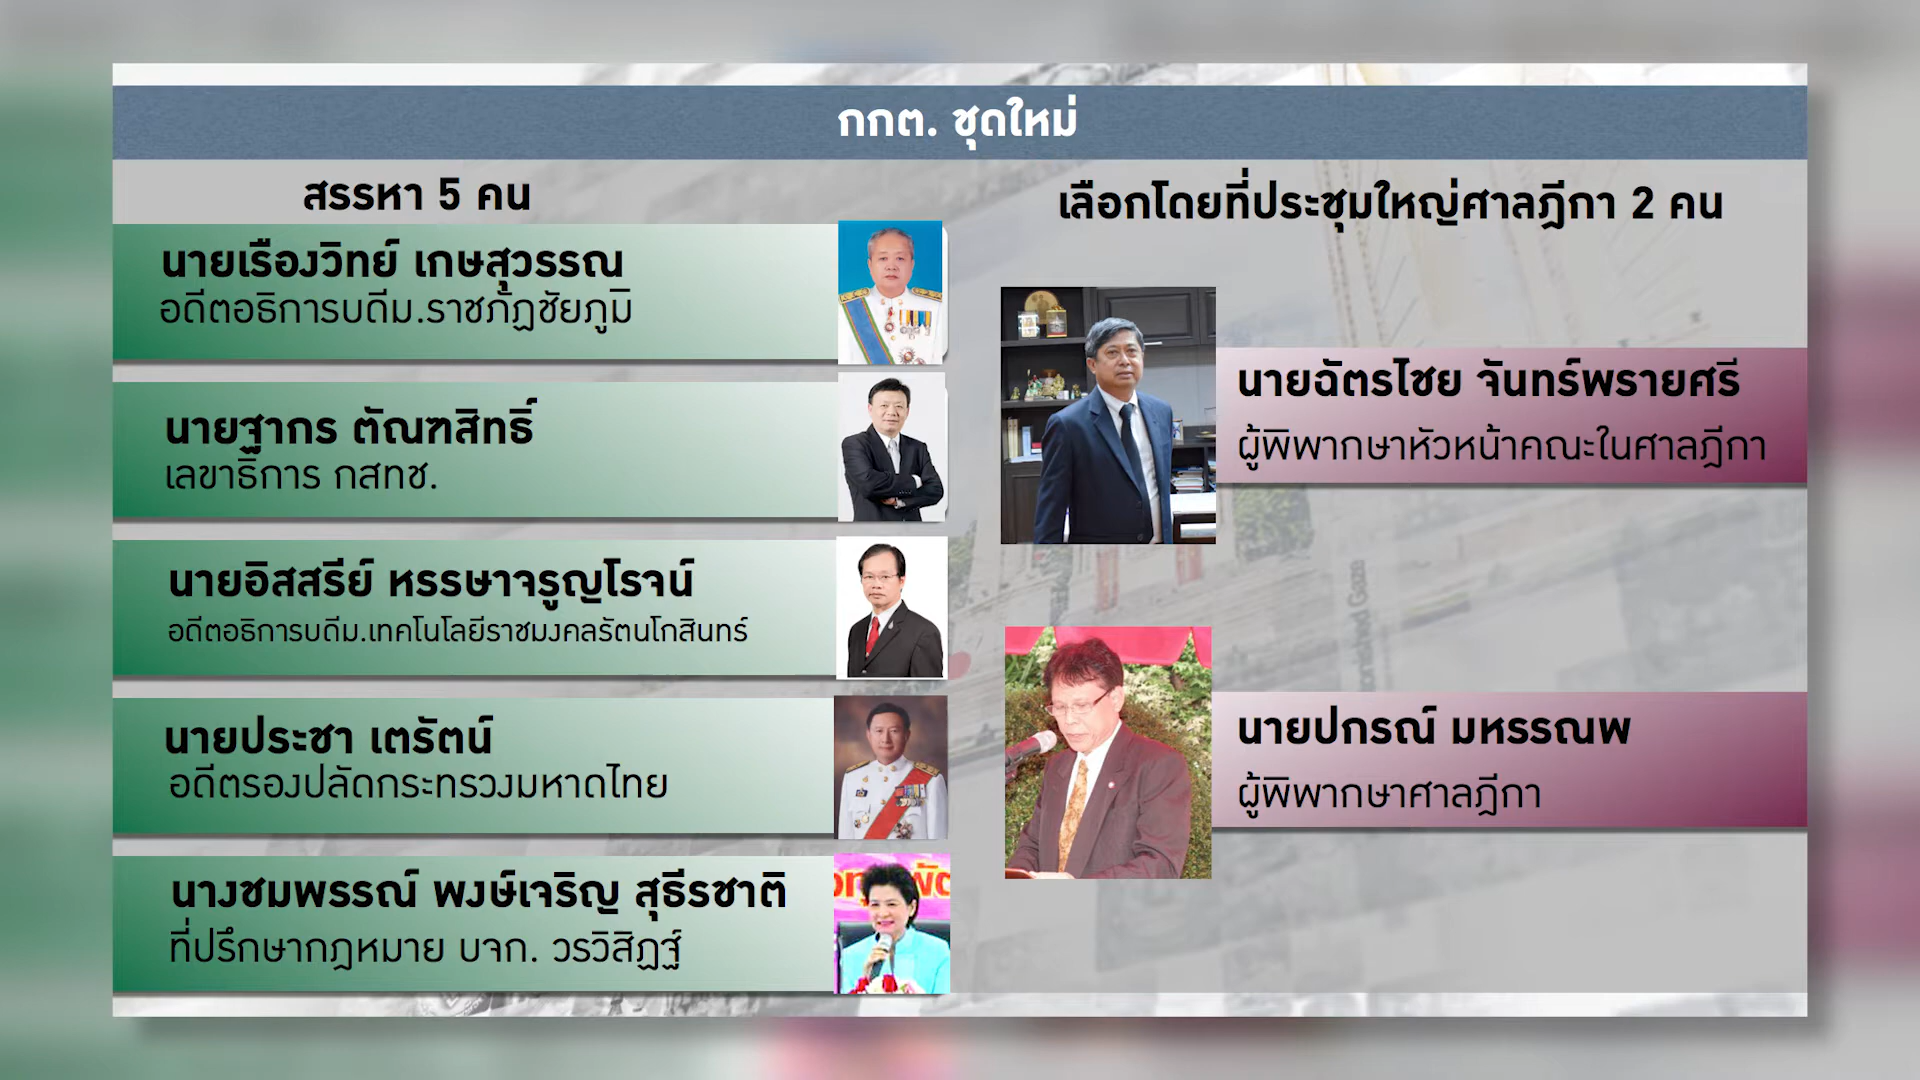 กกต. ชุดใหม่
สรรหา 5 คน
นายเรืองวิทย์ เกษสุวรรณ
อดีตอธิการบดีม.ราชภัฏชัยภูมิ
นายฐากร ตัณฑสิทธิ์
เลขาธิการ กสทช.
นายอิสสรีย์ หรรษาจรูญโรจน์
อดีตอธิการบดีม.เทคโนโลยีราชมงคลรัตนโกสินทร์
นายประชา เตรัตน์
อดีตรองปลัดกระทรวงมหาดไทย
นางชมพรรณ์ พงษ์เจริญ สุธีรชาติ
ที่ปรึกษากฎหมาย บจก. วรวิสิฏฐ์
เลือกโดยที่ประชุมใหญ่ศาลฎีกา 2 คน
นายฉัตรไชย จันทร์พรายศรี
ผู้พิพากษาหัวหน้าคณะในศาลฎีกา
นายปกรณ์ มหรรณพ
ผู้พิพากษาศาลฎีกา